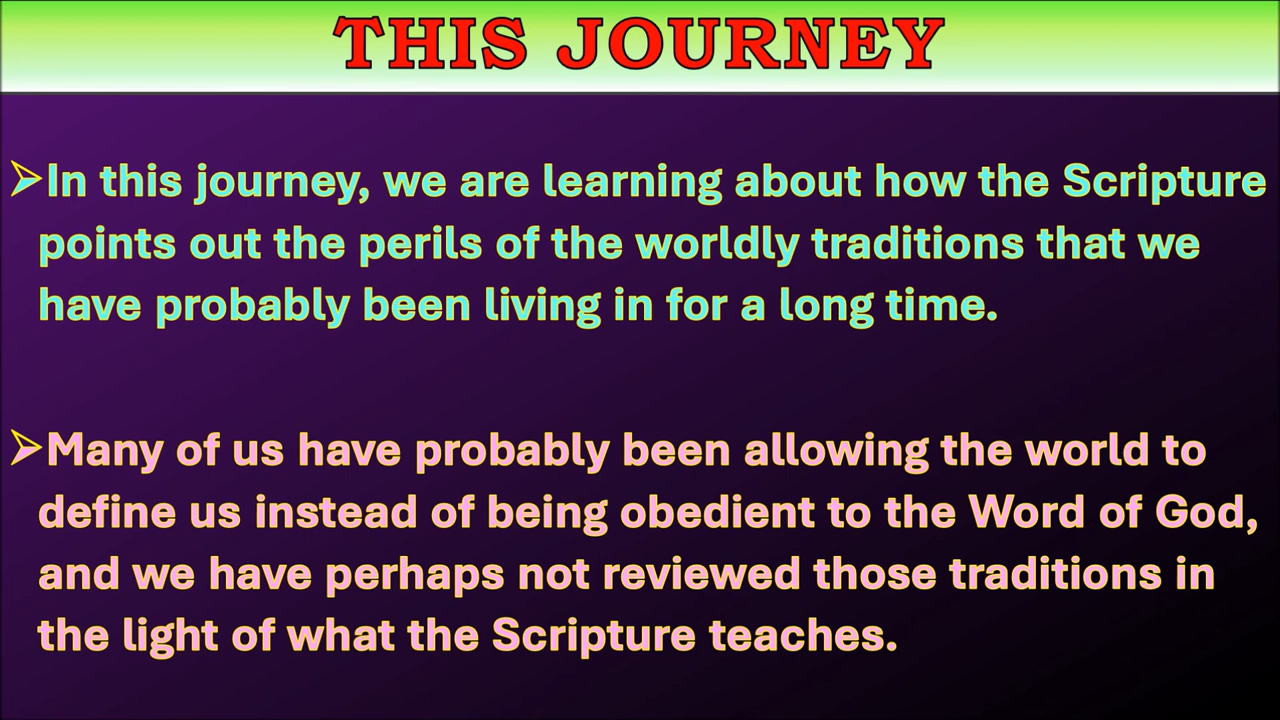 THIS JOURNEY
➢In this journey, we are learning about how the Scripture
points out the perils of the worldly traditions that we
have probably been living in for a long time.
➢Many of us have probably been allowing the world to
define us instead of being obedient to the Word of God,
and we have perhaps not reviewed those traditions in
the light of what the Scripture teaches.